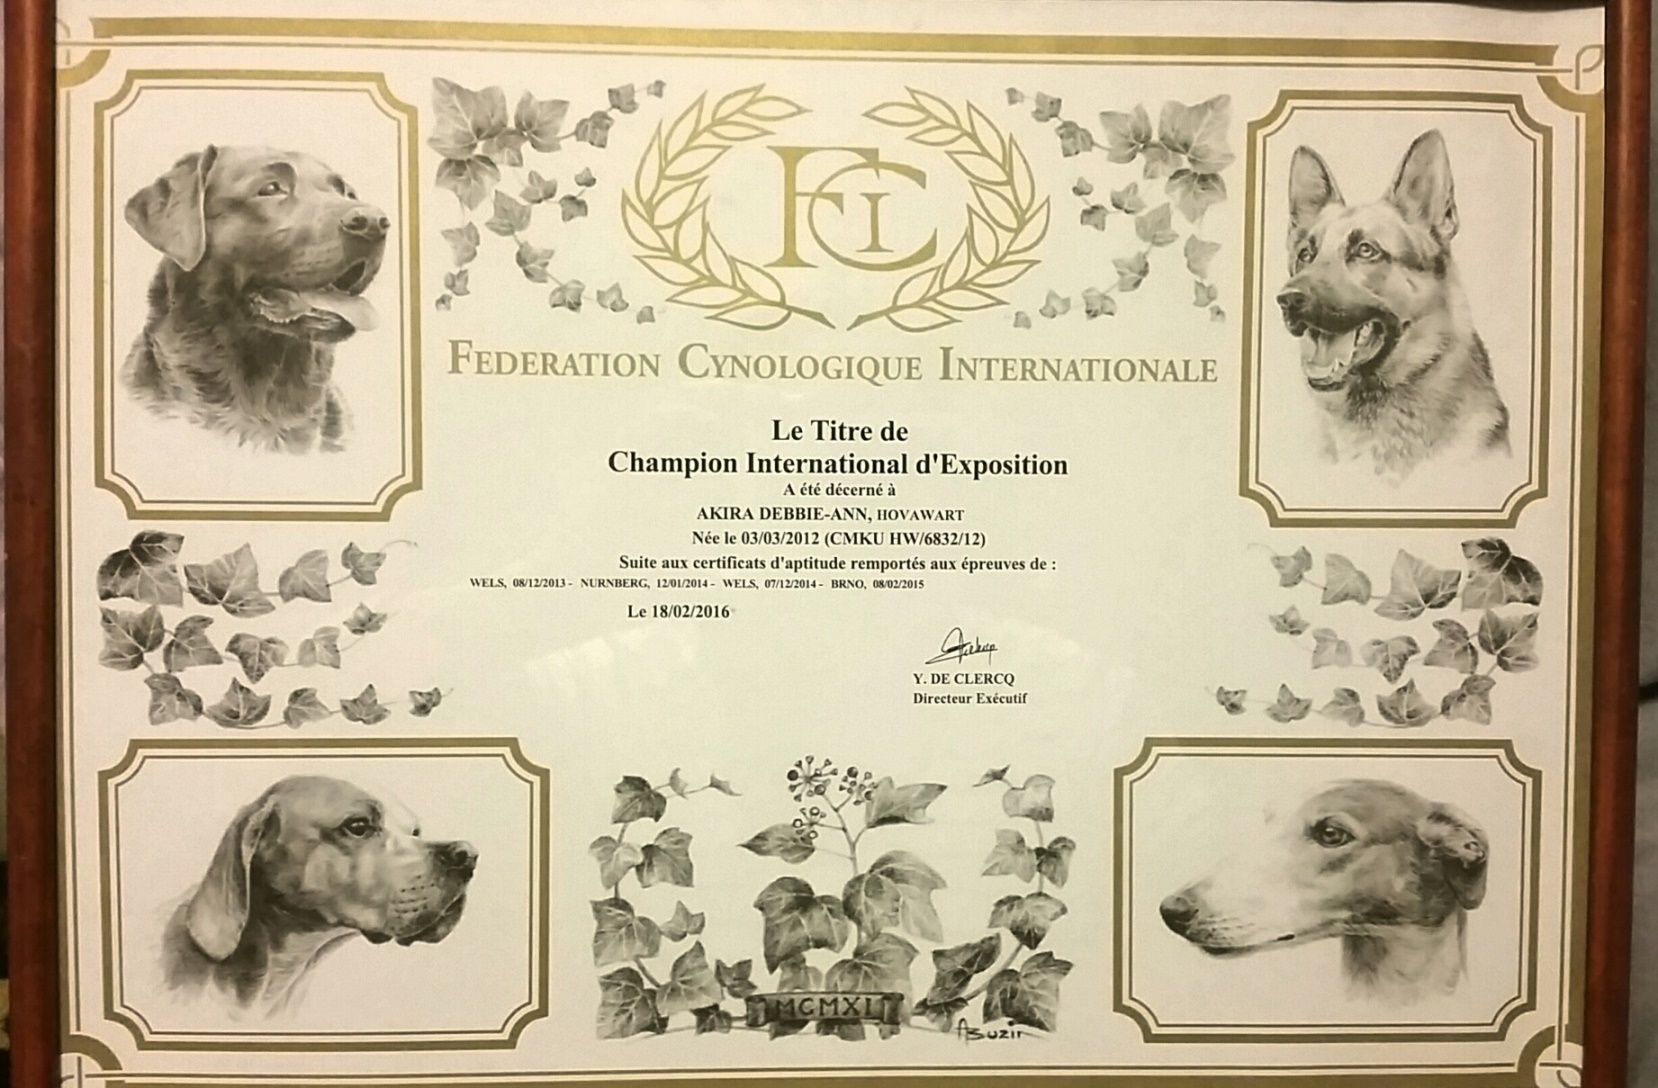 FCI
FEDERATION CYNOLOGIQUE INTERNATIONALE
Le Titre de
Champion International d'Exposition
A été décerné à
AKIRA DEBBIE-ANN, HOVAWART
Née le 03/03/2012 (CMKU HW/6832/12)
Suite aux certificats d'aptitude remportés aux épreuves de :
WELS, 08/12/2013 - NURNBERG, 12/01/2014 - WELS, 07/12/2014 - BRNO, 08/02/2015
Le 18/02/2016
Y. DE CLERCQ
Directeur Exécutif
MCMXI